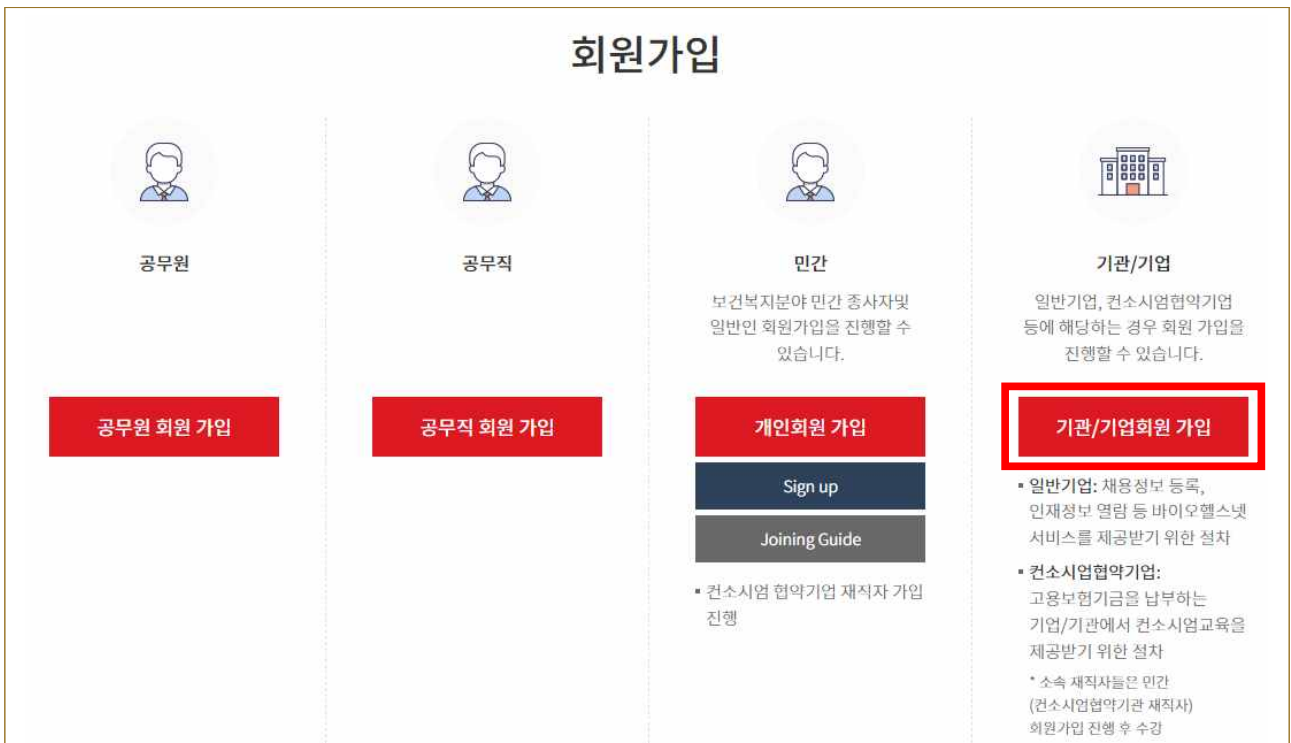 회원가입
공무원
공무원 회원 가입
공무직
공무직 회원 가입
민간
보건복지분야 민간 종사자및
일반인 회원가입을 진행할 수
있습니다.
개인회원 가입
Sign up
Joining Guide
▪ 컨소시엄 협약기업 재직자 가입
진행
기관/기업
일반기업, 컨소시엄협약기업
등에 해당하는 경우 회원 가입을
진행할 수 있습니다.
기관/기업회원 가입
▪ 일반기업: 채용정보 등록,
인재정보 열람 등 바이오헬스넷
서비스를 제공받기 위한 절차
▪ 컨소시업협약기업:
고용보험기금을 납부하는
기업/기관에서 컨소시엄교육을
제공받기 위한 절차
* 소속 재직자들은 민간
(컨소시엄협약기관 재직자)
회원가입 진행 후 수강